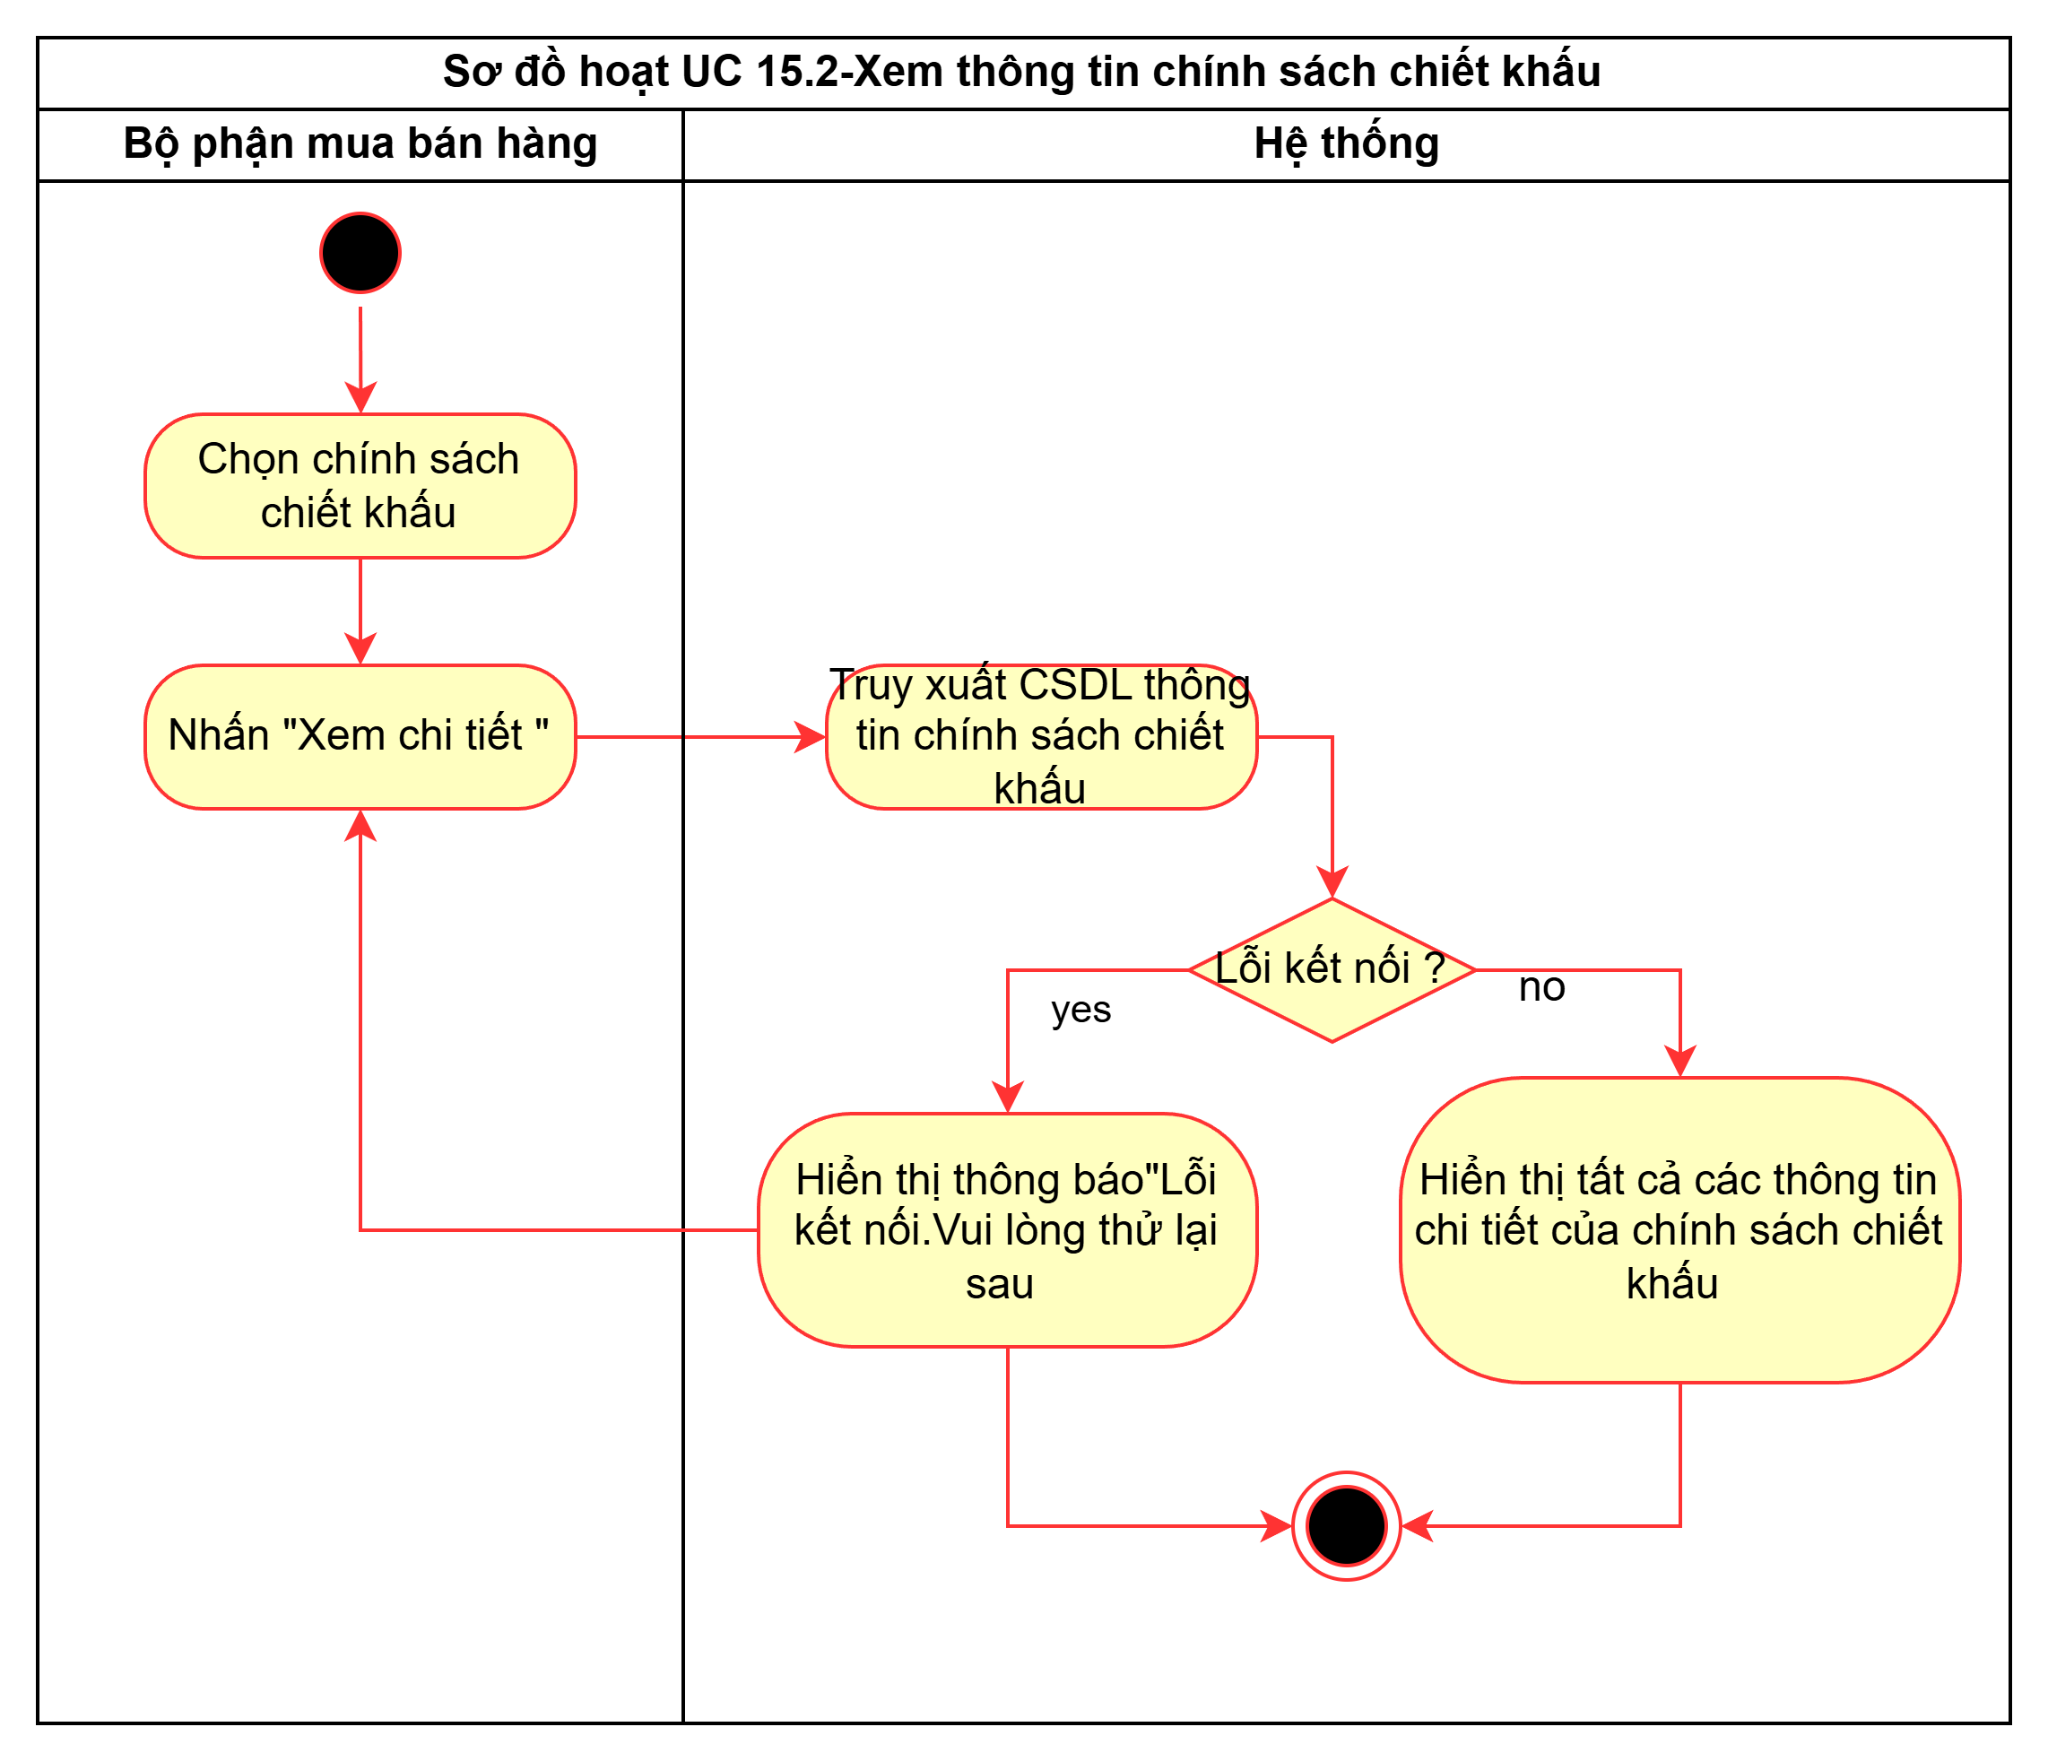 Sơ đồ hoạt UC 15.2-Xem thông tin chính sách chiết khấu
Bộ phận mua bán hàng
Hệ thống
Chọn chính sách
chiết khấu
Nhấn "Xem chi tiết "
Truy xuất CSDL thông
tin chính sách chiết
khấu
Lỗi kết nối ?
yes
no
Hiển thị thông báo"Lỗi
kết nối.Vui lòng thử lại
sau
Hiển thị tất cả các thông tin
chi tiết của chính sách chiết
khấu